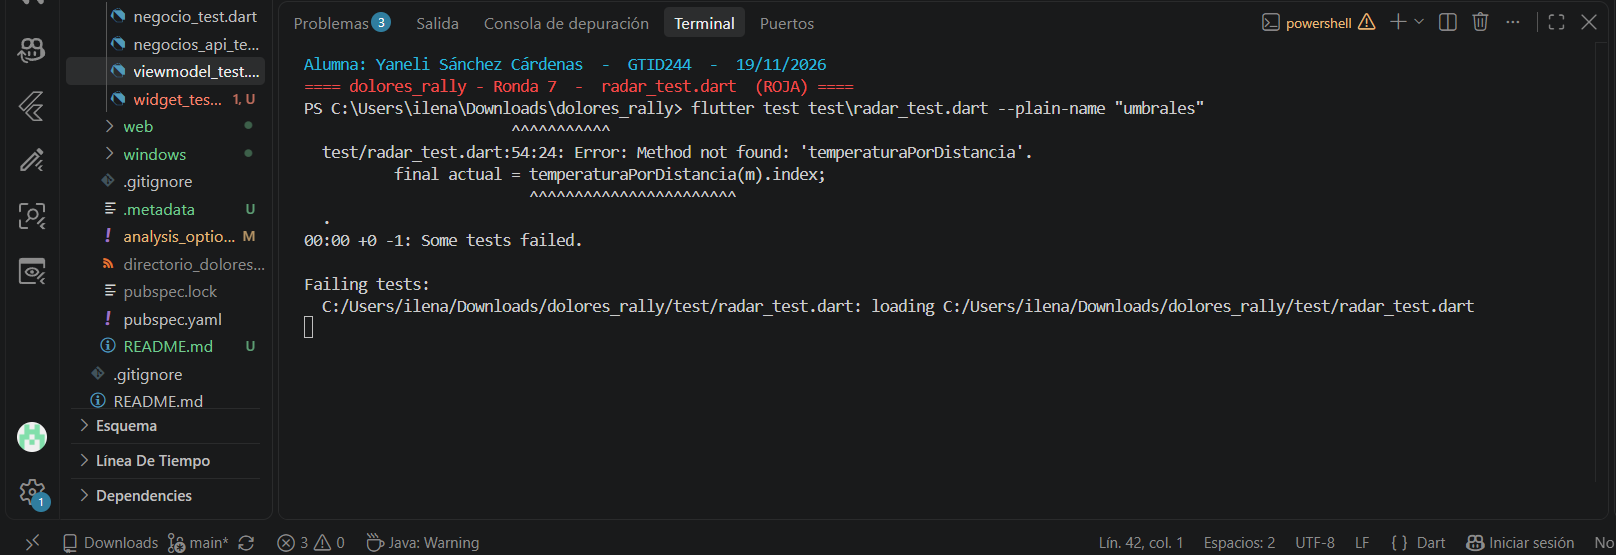 negocio_test.dart
negocios_api_te...
viewmodel_test....
widget_tes... 1, U
web
windows
.gitignore
.metadata U
analysis_optio... M
directorio_dolores...
pubspec.lock
pubspec.yaml
README.md U
.gitignore
README.md
Esquema
Línea De Tiempo
Dependencies
1
Problemas 3 Salida Consola de depuración Terminal Puertos
powershell
Alumna: Yaneli Sánchez Cárdenas - GTID244 - 19/11/2026
==== dolores_rally - Ronda 7 - radar_test.dart (ROJA) ====
PS C:\Users\ilena\Downloads\dolores_rally> flutter test test\radar_test.dart --plain-name "umbrales"
^^^^^^^^^^^
test/radar_test.dart:54:24: Error: Method not found: 'temperaturaPorDistancia'.
final actual = temperaturaPorDistancia(m).index;
^^^^^^^^^^^^^^^^^^^^^^^
.
00:00 +0 -1: Some tests failed.
Failing tests:
C:/Users/ilena/Downloads/dolores_rally/test/radar_test.dart: loading C:/Users/ilena/Downloads/dolores_rally/test/radar_test.dart
Downloads main* 3 0 Java: Warning Lín. 42, col. 1 Espacios: 2 UTF-8 LF { } Dart Iniciar sesión No